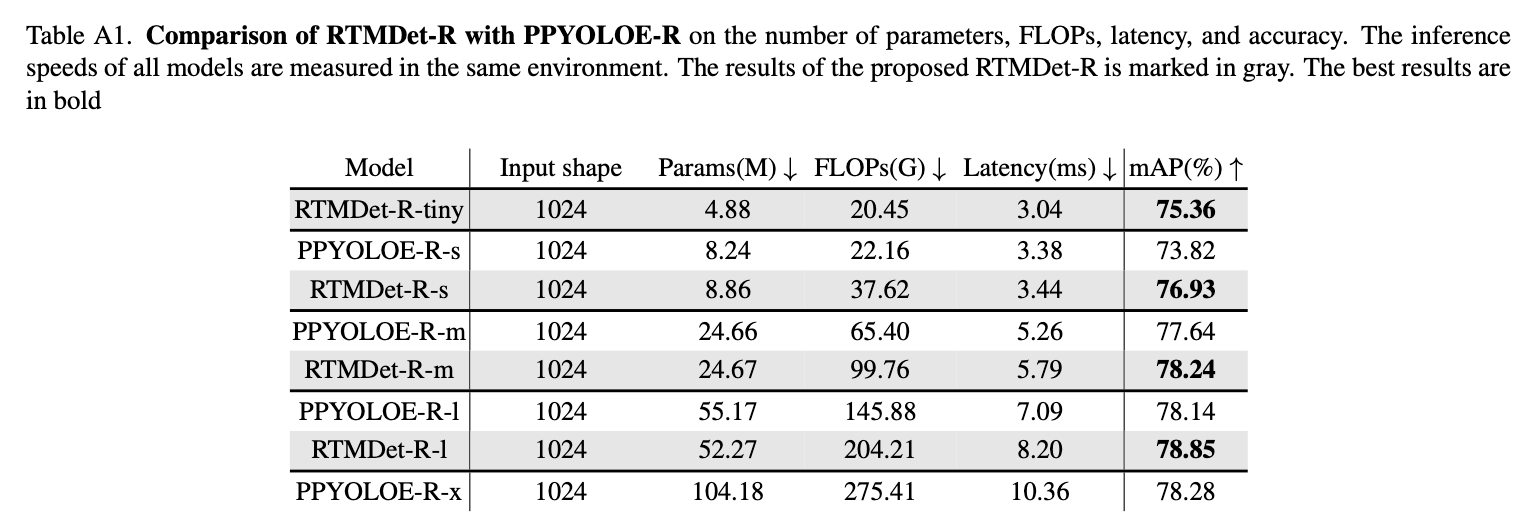 Table A1. Comparison of RTMDet-R with PPYOLOE-R on the number of parameters, FLOPs, latency, and accuracy. The inference
speeds of all models are measured in the same environment. The results of the proposed RTMDet-R is marked in gray. The best results are
in bold
Model Input shape Params(M) ↓ FLOPs(G) ↓ Latency(ms) ↓ mAP(%) ↑
RTMDet-R-tiny 1024 4.88 20.45 3.04 75.36
PPYOLOE-R-s 1024 8.24 22.16 3.38 73.82
RTMDet-R-s 1024 8.86 37.62 3.44 76.93
PPYOLOE-R-m 1024 24.66 65.40 5.26 77.64
RTMDet-R-m 1024 24.67 99.76 5.79 78.24
PPYOLOE-R-l 1024 55.17 145.88 7.09 78.14
RTMDet-R-l 1024 52.27 204.21 8.20 78.85
PPYOLOE-R-x 1024 104.18 275.41 10.36 78.28